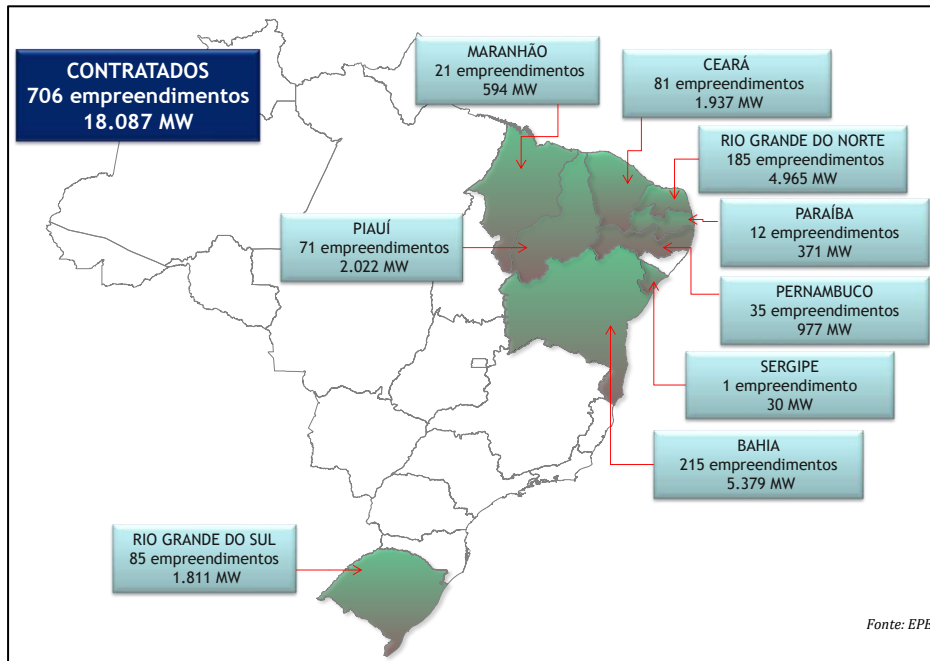 CONTRATADOS
706 empreendimentos
18.087 MW
MARANHÃO
21 empreendimentos
594 MW
CEARÁ
81 empreendimentos
1.937 MW
RIO GRANDE DO NORTE
185 empreendimentos
4.965 MW
PIAUÍ
71 empreendimentos
2.022 MW
PARAÍBA
12 empreendimentos
371 MW
PERNAMBUCO
35 empreendimentos
977 MW
SERGIPE
1 empreendimento
30 MW
BAHIA
215 empreendimentos
5.379 MW
RIO GRANDE DO SUL
85 empreendimentos
1.811 MW
Fonte: EPE